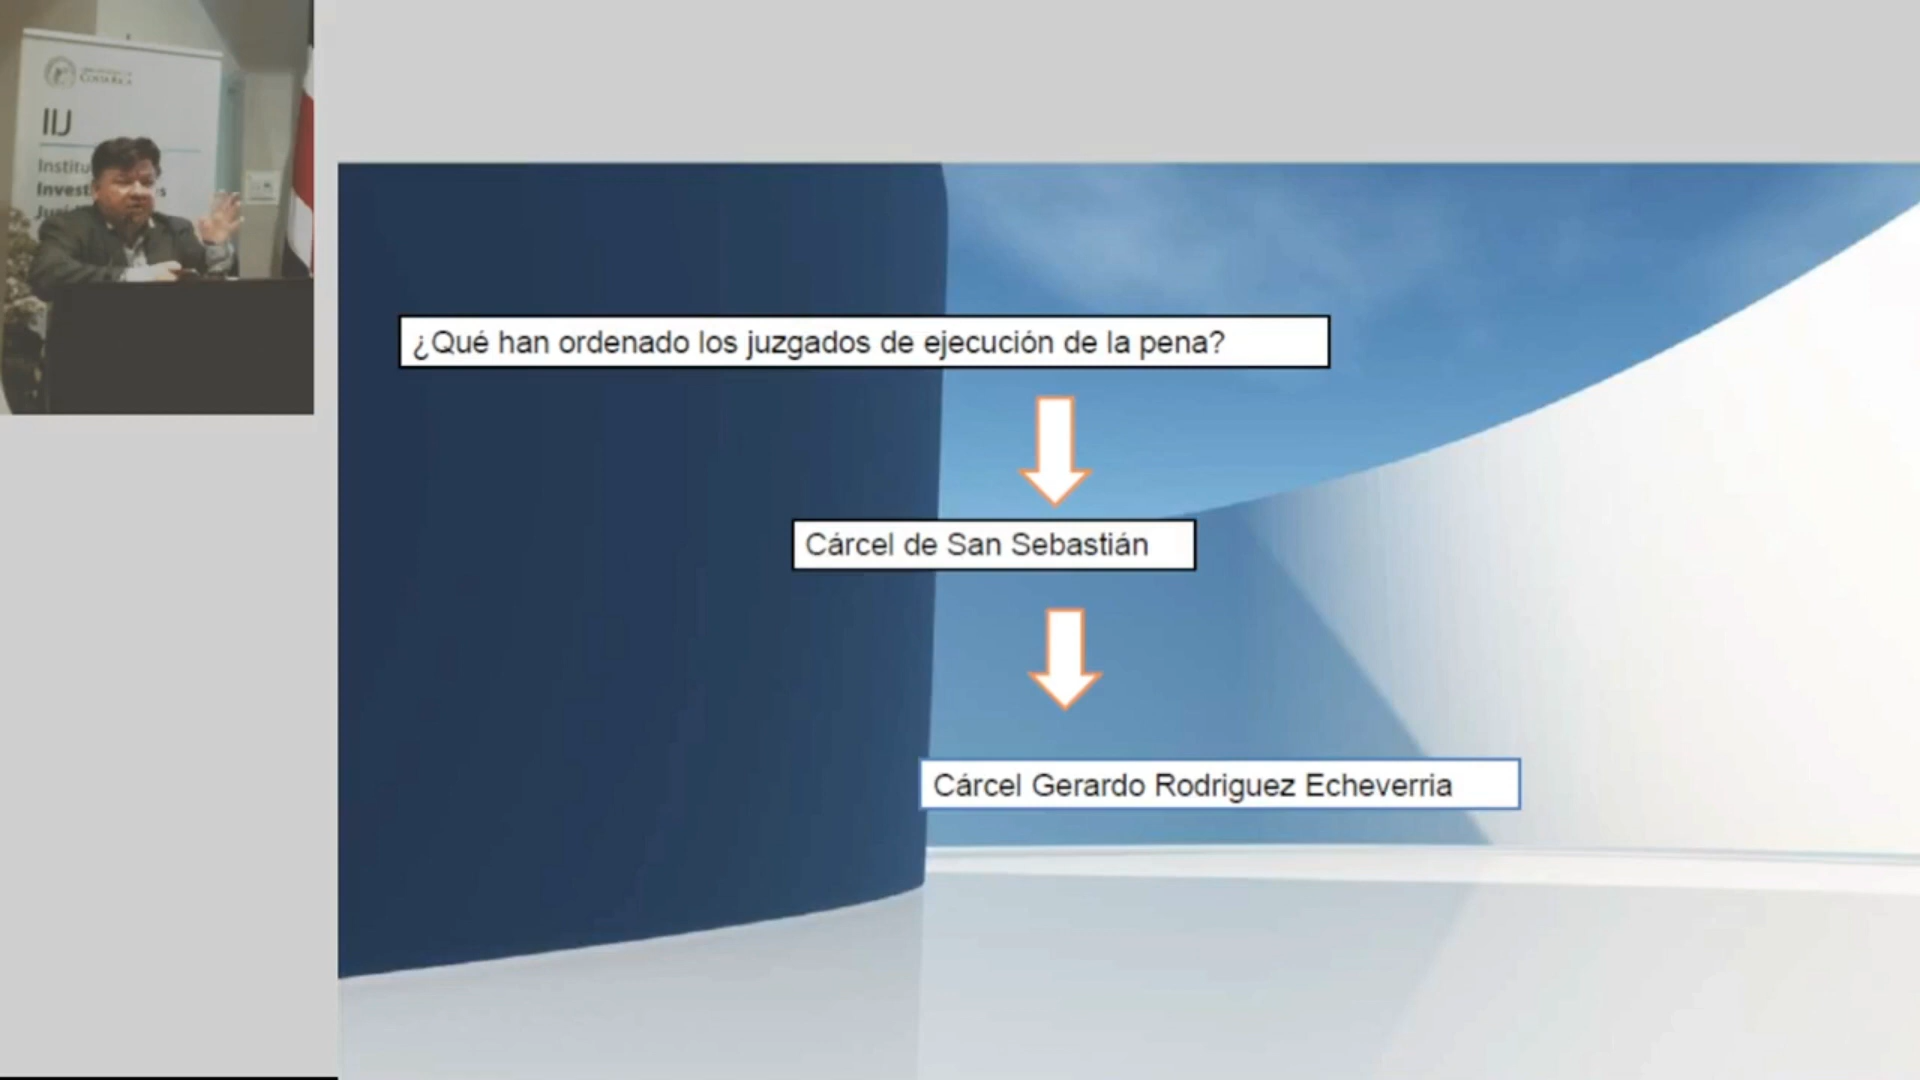 IIJ
¿Qué han ordenado los juzgados de ejecución de la pena?
Cárcel de San Sebastián
Cárcel Gerardo Rodriguez Echeverria